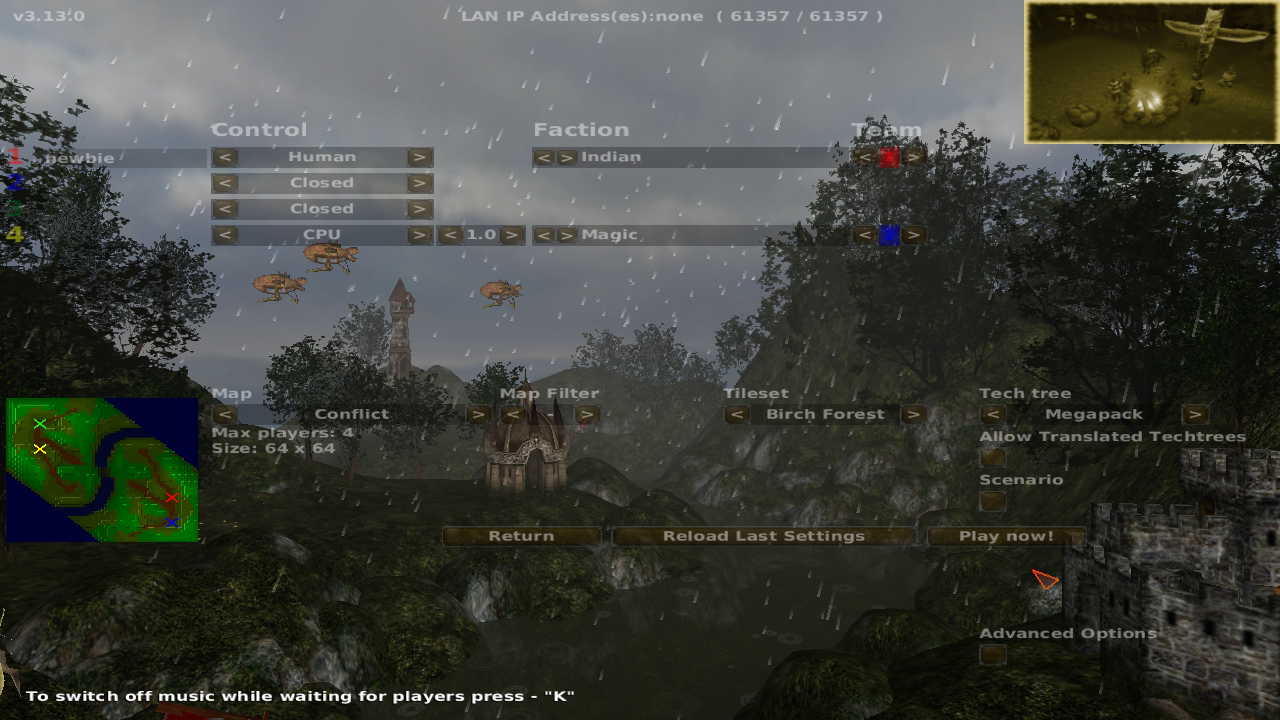 v3.13.0 LAN IP Address(es):none ( 61357 / 61357 )
Control Faction Team
1 newbie < Human > < > Indian < >
2 < Closed >
3 < Closed >
4 < CPU > < 1.0 > < > Magic < >
Map Map Filter Tileset Tech tree
< Conflict > < > < Birch Forest > < Megapack >
Max players: 4
Size: 64 x 64
Allow Translated Techtrees
Scenario
Return Reload Last Settings Play now!
Advanced Options
To switch off music while waiting for players press - "K"